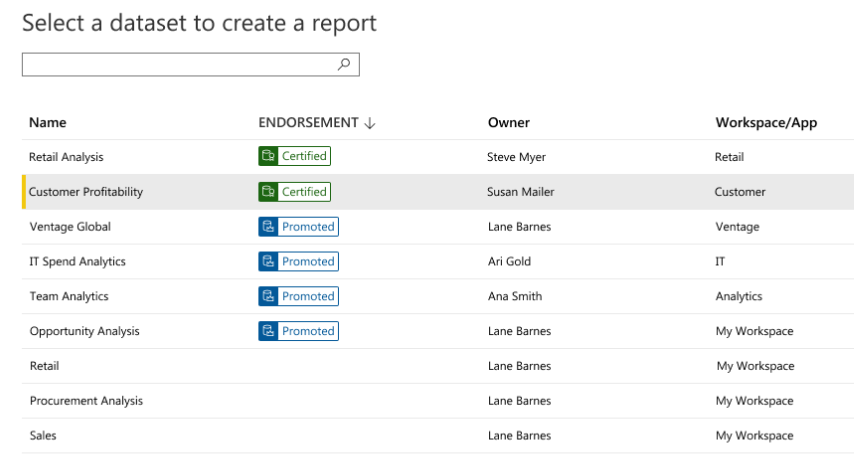 Select a dataset to create a report
Name ENDORSEMENT Owner Workspace/App
Retail Analysis Certified Steve Myer Retail
Customer Profitability Certified Susan Mailer Customer
Ventage Global Promoted Lane Barnes Ventage
IT Spend Analytics Promoted Ari Gold IT
Team Analytics Promoted Ana Smith Analytics
Opportunity Analysis Promoted Lane Barnes My Workspace
Retail Lane Barnes My Workspace
Procurement Analysis Lane Barnes My Workspace
Sales Lane Barnes My Workspace